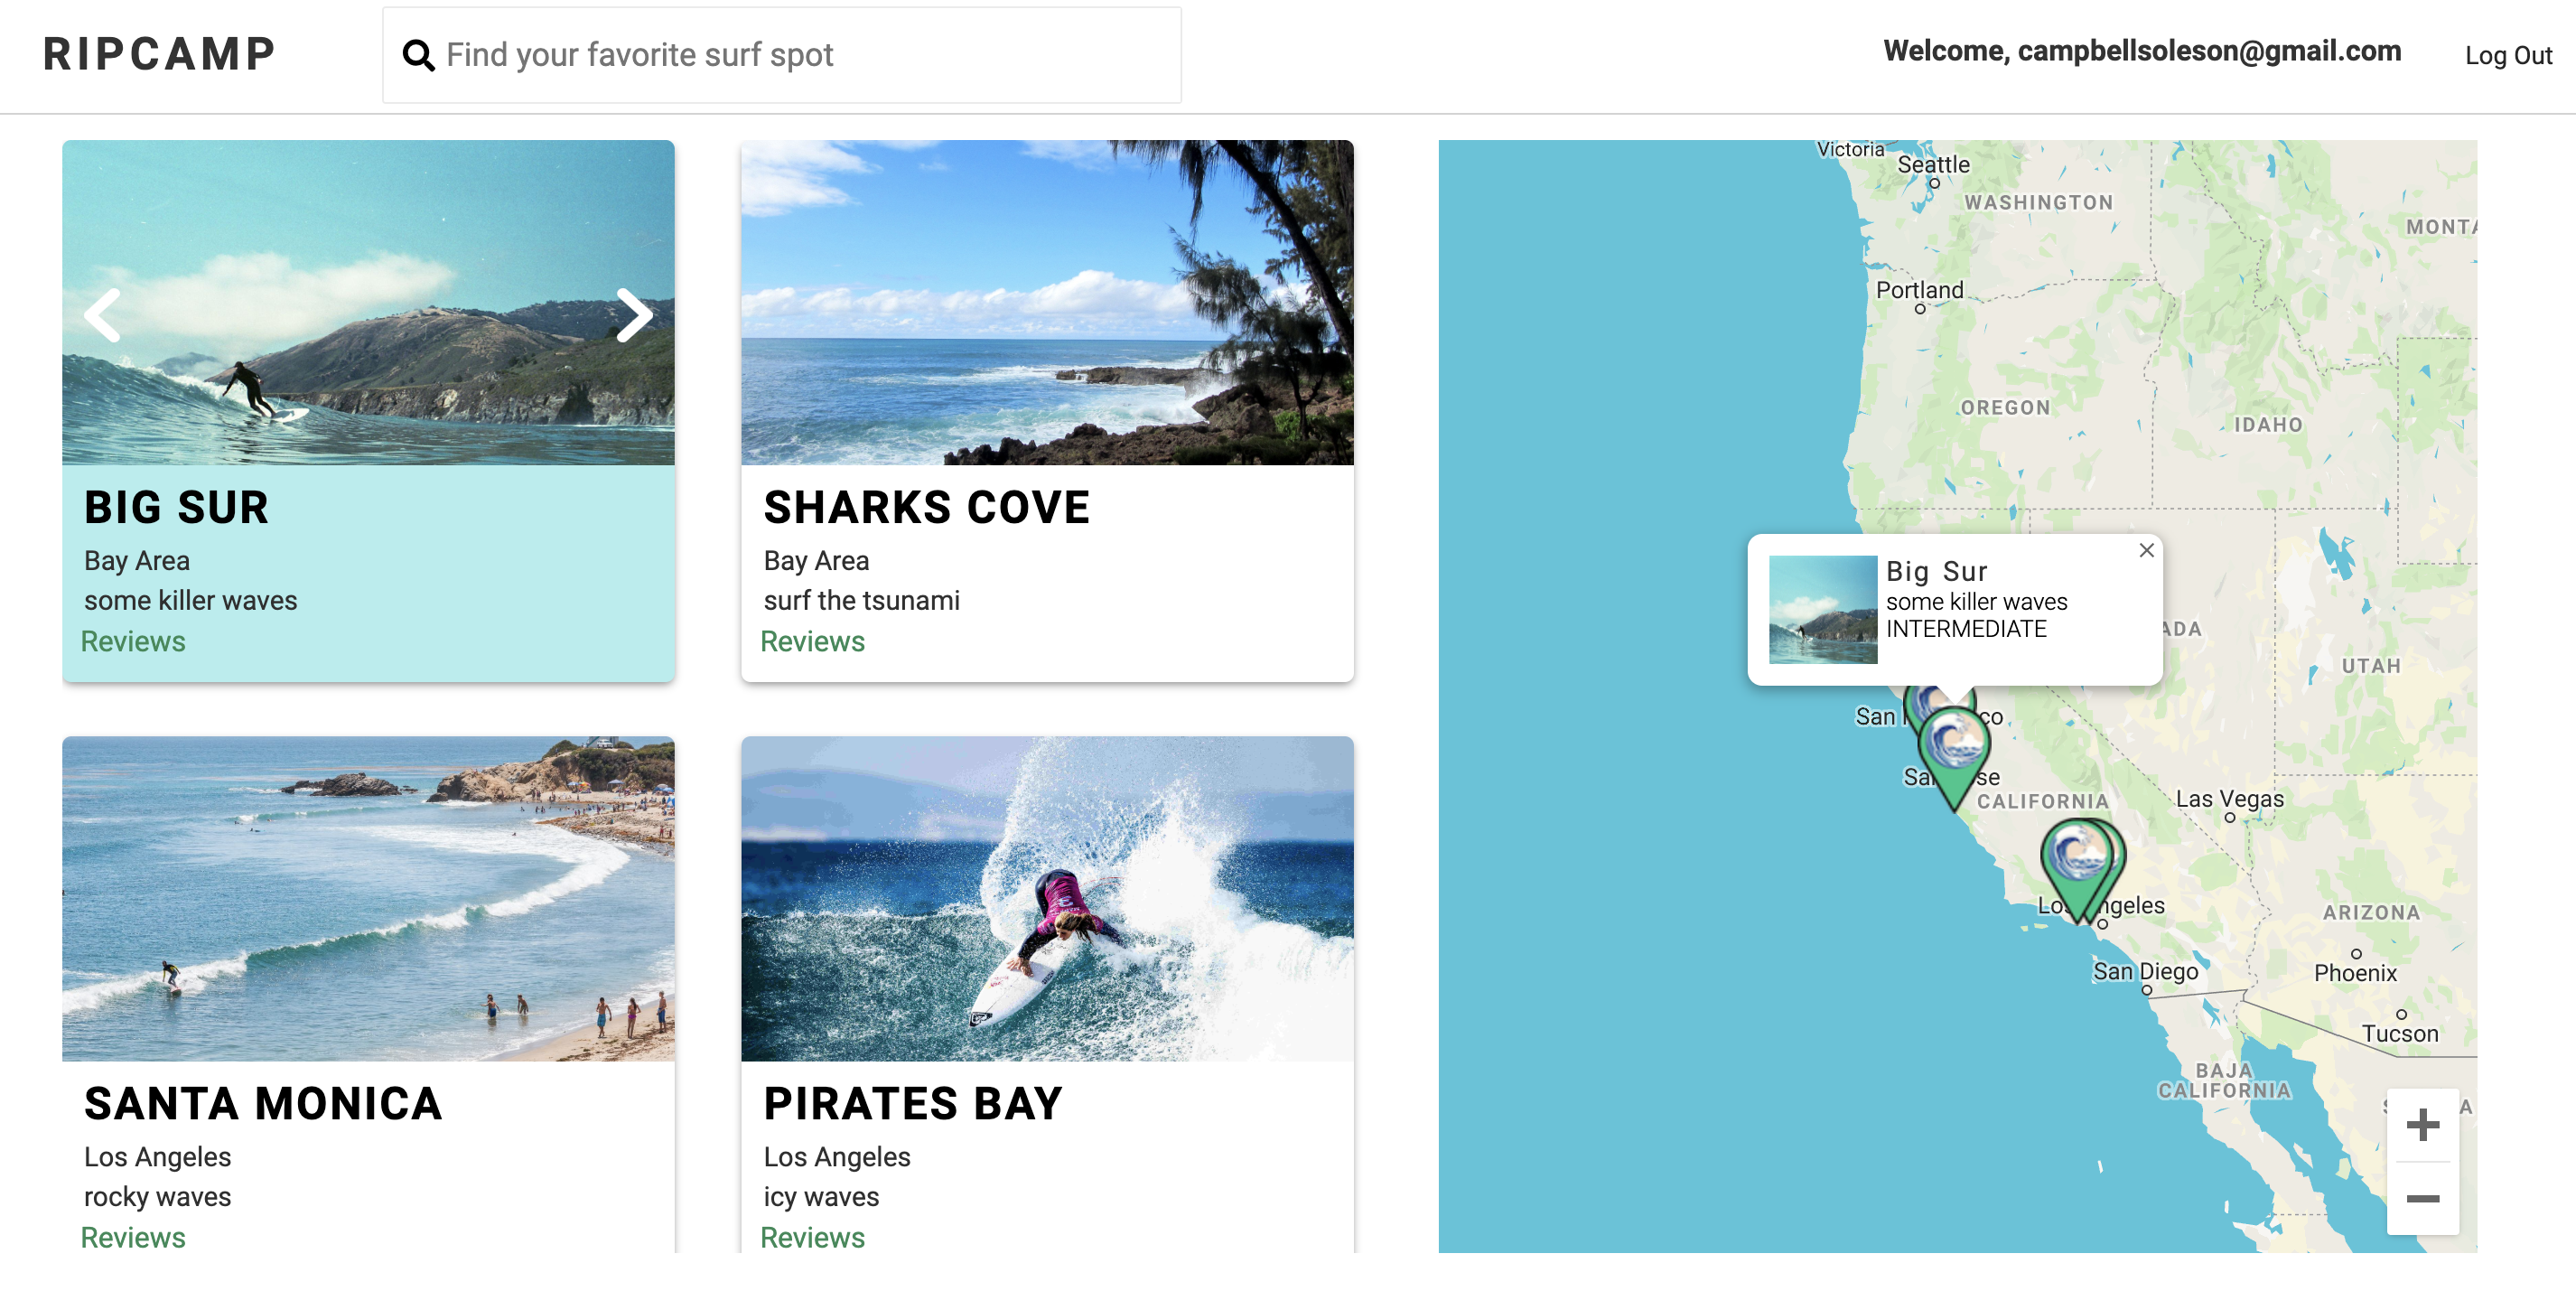 RIPCAMP
Find your favorite surf spot
Welcome, campbellsoleson@gmail.com
Log Out
BIG SUR
Bay Area
some killer waves
Reviews
SHARKS COVE
Bay Area
surf the tsunami
Reviews
SANTA MONICA
Los Angeles
rocky waves
Reviews
PIRATES BAY
Los Angeles
icy waves
Reviews
Victoria
Seattle
WASHINGTON
MONTA
Portland
OREGON
IDAHO
Big Sur
some killer waves
INTERMEDIATE
ADA
UTAH
San co
Sa se
CALIFORNIA
Las Vegas
Los ngeles
ARIZONA
San Diego
Phoenix
Tucson
BAJA
CALIFORNIA